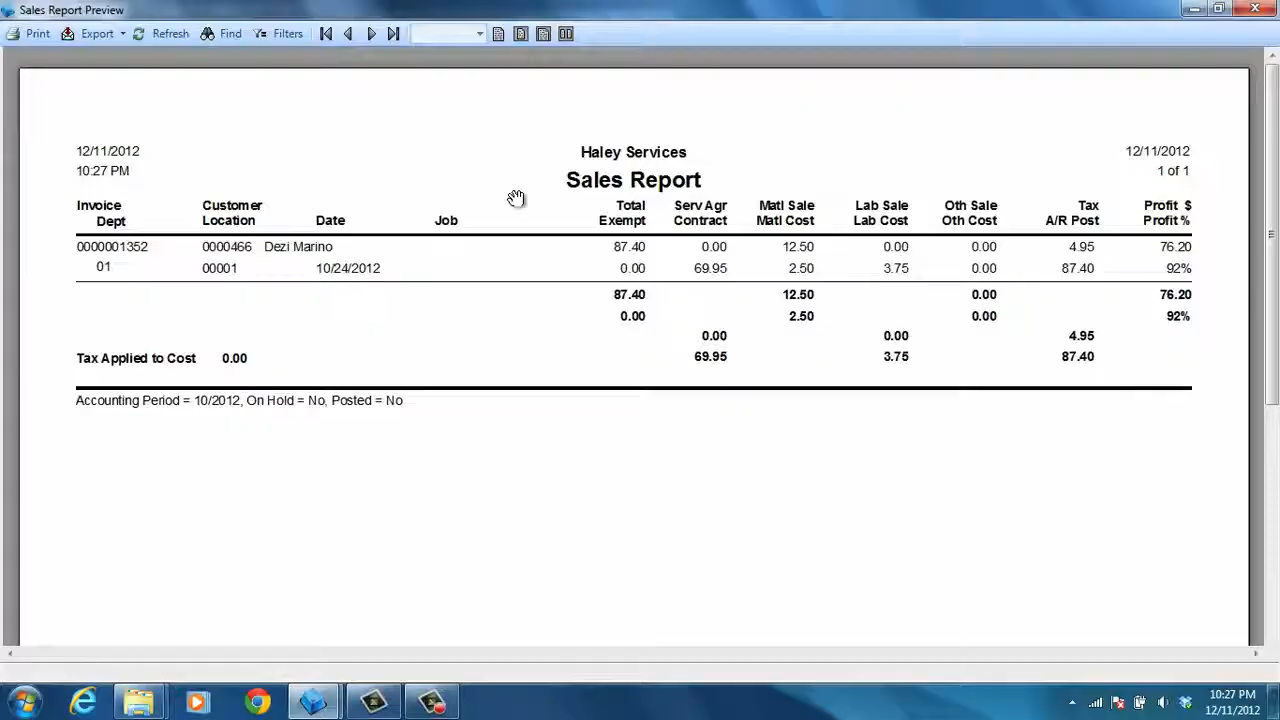 Sales Report Preview
Print Export Refresh Find Filters
12/11/2012 Haley Services 12/11/2012
10:27 PM Sales Report 1 of 1
Invoice Customer Total Serv Agr Matl Sale Lab Sale Oth Sale Tax Profit $
Dept Location Date Job Exempt Contract Matl Cost Lab Cost Oth Cost A/R Post Profit %
0000001352 0000466 Dezi Marino 87.40 0.00 12.50 0.00 0.00 4.95 76.20
01 00001 10/24/2012 0.00 69.95 2.50 3.75 0.00 87.40 92%
87.40 12.50 0.00 76.20
0.00 2.50 0.00 92%
0.00 0.00 4.95
Tax Applied to Cost 0.00 69.95 3.75 87.40
Accounting Period = 10/2012, On Hold = No, Posted = No
10:27 PM
12/11/2012